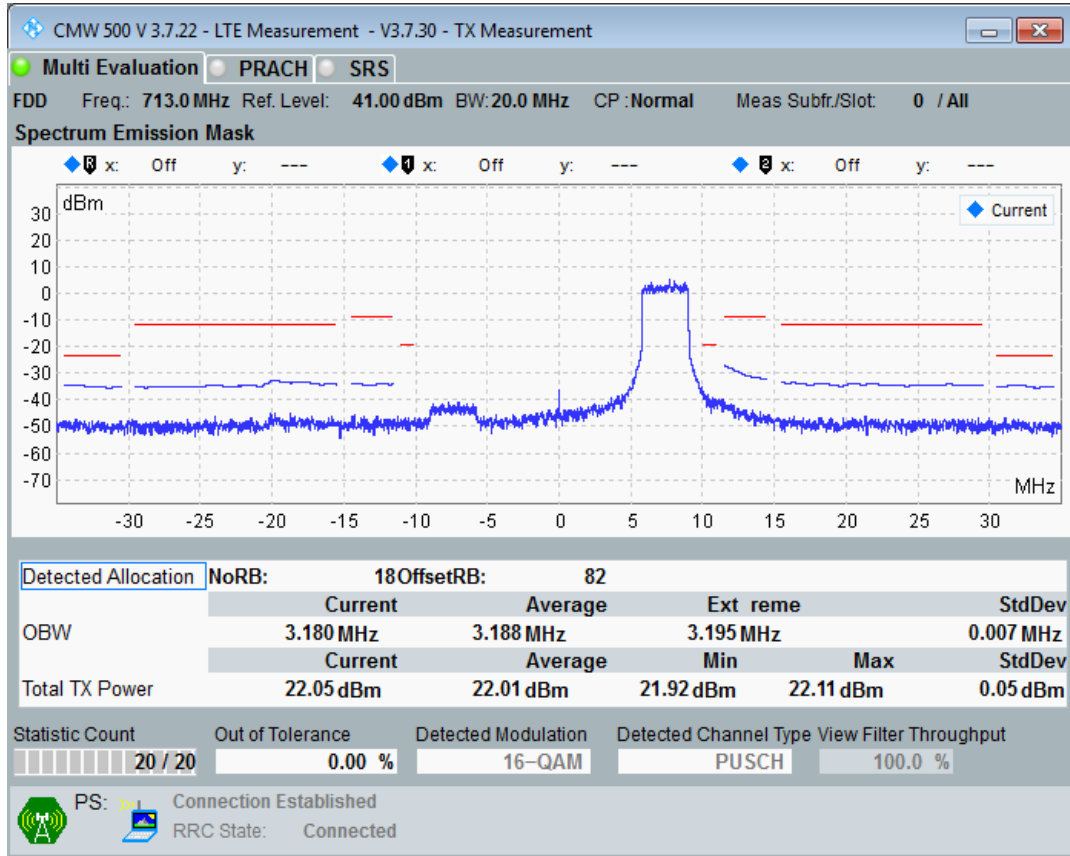 CMW 500 V 3.7.22 - LTE Measurement - V3.7.30 - TX Measurement
Multi Evaluation PRACH SRS
FDD Freq.: 713.0 MHz Ref. Level: 41.00 dBm BW: 20.0 MHz CP : Normal Meas Subfr./Slot: 0 / All
Spectrum Emission Mask
R x: Off y: --- 1 x: Off y: --- 2 x: Off y: ---
dBm
Current
30
20
10
0
-10
-20
-30
-40
-50
-60
-70
MHz
-30 -25 -20 -15 -10 -5 0 5 10 15 20 25 30
Detected Allocation NoRB: 18 OffsetRB: 82
Current Average Ext reme StdDev
OBW 3.180 MHz 3.188 MHz 3.195 MHz 0.007 MHz
Current Average Min Max StdDev
Total TX Power 22.05 dBm 22.01 dBm 21.92 dBm 22.11 dBm 0.05 dBm
Statistic Count Out of Tolerance Detected Modulation Detected Channel Type View Filter Throughput
20 / 20 0.00 % 16-QAM PUSCH 100.0 %
PS: Connection Established
RRC State: Connected